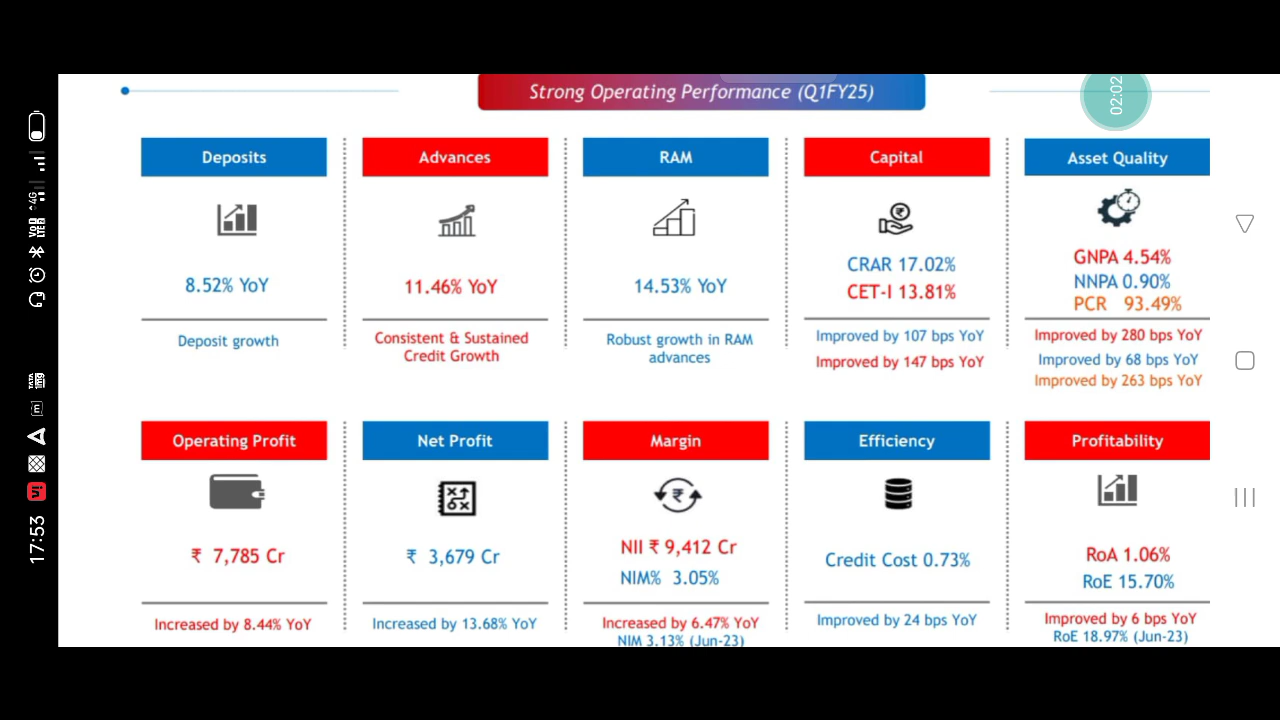 Strong Operating Performance (Q1FY25)
02:02
Deposits
8.52% YoY
Deposit growth
Advances
11.46% YoY
Consistent & Sustained
Credit Growth
RAM
14.53% YoY
Robust growth in RAM
advances
Capital
CRAR 17.02%
CET-I 13.81%
Improved by 107 bps YoY
Improved by 147 bps YoY
Asset Quality
GNPA 4.54%
NNPA 0.90%
PCR 93.49%
Improved by 280 bps YoY
Improved by 68 bps YoY
Improved by 263 bps YoY
Operating Profit
₹ 7,785 Cr
Increased by 8.44% YoY
Net Profit
₹ 3,679 Cr
Increased by 13.68% YoY
Margin
NII ₹ 9,412 Cr
NIM% 3.05%
Increased by 6.47% YoY
NIM 3.13% (Jun-23)
Efficiency
Credit Cost 0.73%
Improved by 24 bps YoY
Profitability
RoA 1.06%
RoE 15.70%
Improved by 6 bps YoY
RoE 18.97% (Jun-23)
17:53
TATA
1mg
4G